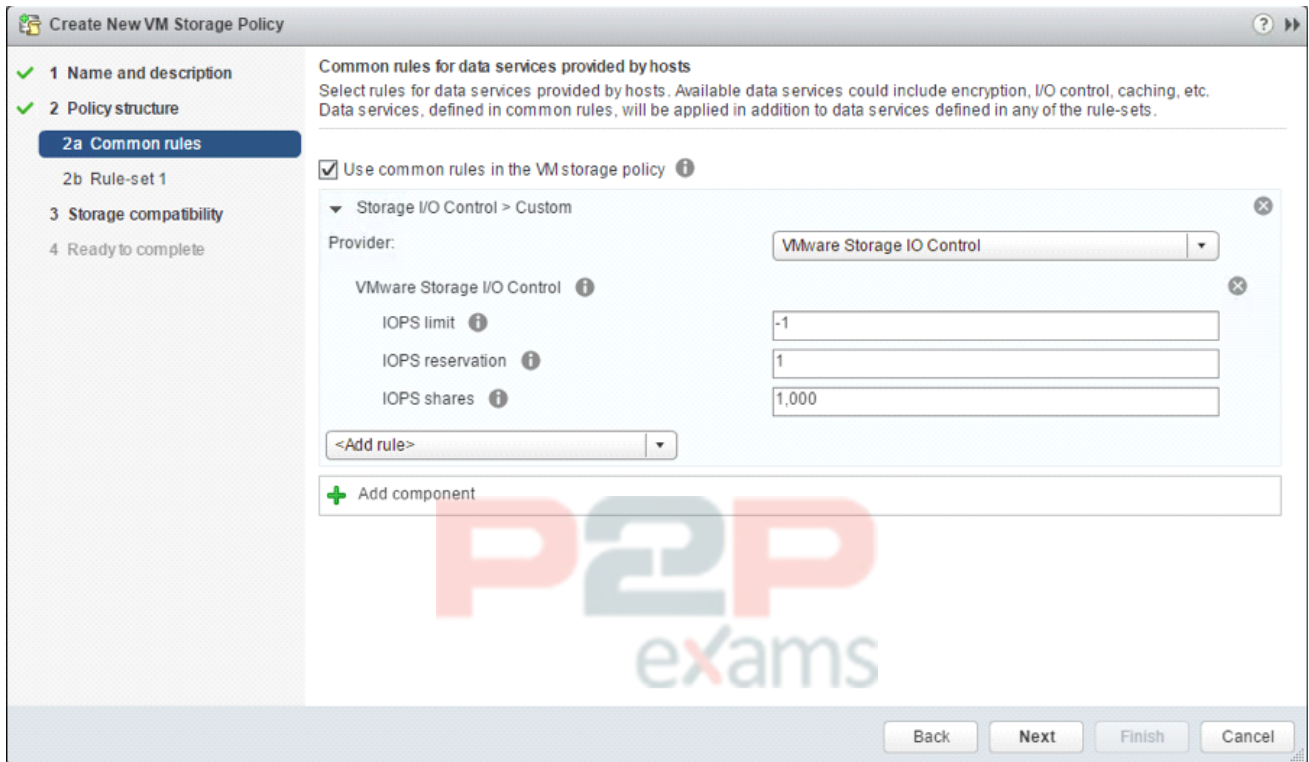 Create New VM Storage Policy
?
1 Name and description
2 Policy structure
2a Common rules
2b Rule-set 1
3 Storage compatibility
4 Ready to complete
Common rules for data services provided by hosts
Select rules for data services provided by hosts. Available data services could include encryption, I/O control, caching, etc.
Data services, defined in common rules, will be applied in addition to data services defined in any of the rule-sets.
Use common rules in the VM storage policy
Storage I/O Control > Custom
Provider:
VMware Storage IO Control
VMware Storage I/O Control
IOPS limit
-1
IOPS reservation
1
IOPS shares
1,000
<Add rule>
Add component
P2P
exams
Back
Next
Finish
Cancel